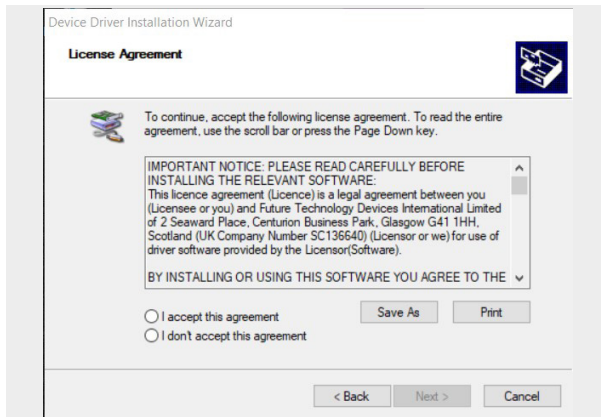 Device Driver Installation Wizard
License Agreement
To continue, accept the following license agreement. To read the entire
agreement, use the scroll bar or press the Page Down key.
IMPORTANT NOTICE: PLEASE READ CAREFULLY BEFORE
INSTALLING THE RELEVANT SOFTWARE:
This licence agreement (Licence) is a legal agreement between you
(Licensee or you) and Future Technology Devices International Limited
of 2 Seaward Place, Centurion Business Park, Glasgow G41 1HH,
Scotland (UK Company Number SC136640) (Licensor or we) for use of
driver software provided by the Licensor(Software).
BY INSTALLING OR USING THIS SOFTWARE YOU AGREE TO THE
I accept this agreement
Save As
Print
I don't accept this agreement
< Back
Next >
Cancel